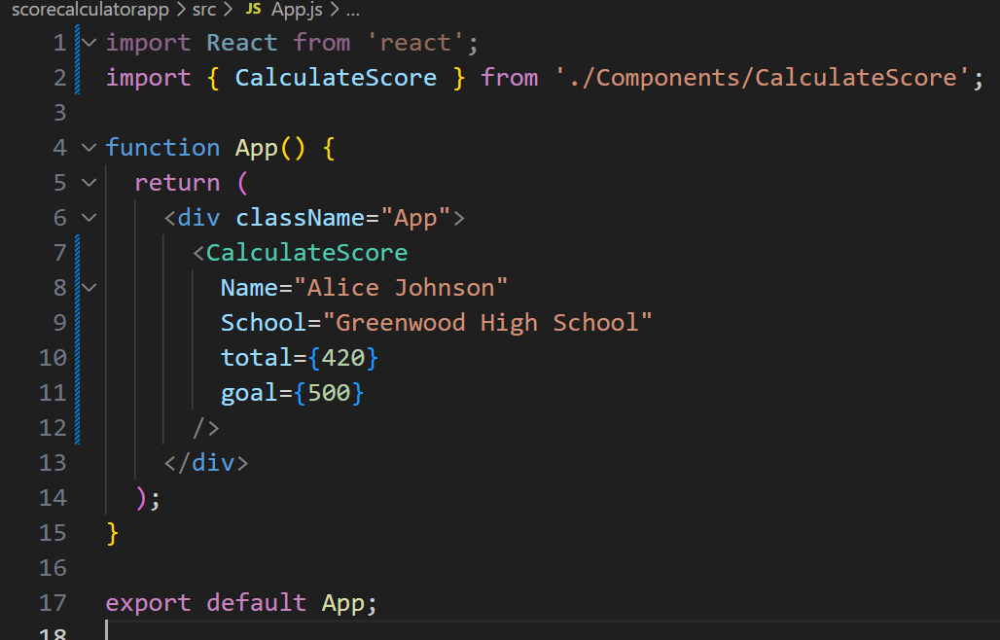 scorecalculatorapp > src > JS App.js > ...
1 import React from 'react';
2 import { CalculateScore } from './Components/CalculateScore';
3
4 function App() {
5   return (
6     <div className="App">
7       <CalculateScore
8         Name="Alice Johnson"
9         School="Greenwood High School"
10         total={420}
11         goal={500}
12       />
13     </div>
14   );
15 }
16
17 export default App;
18